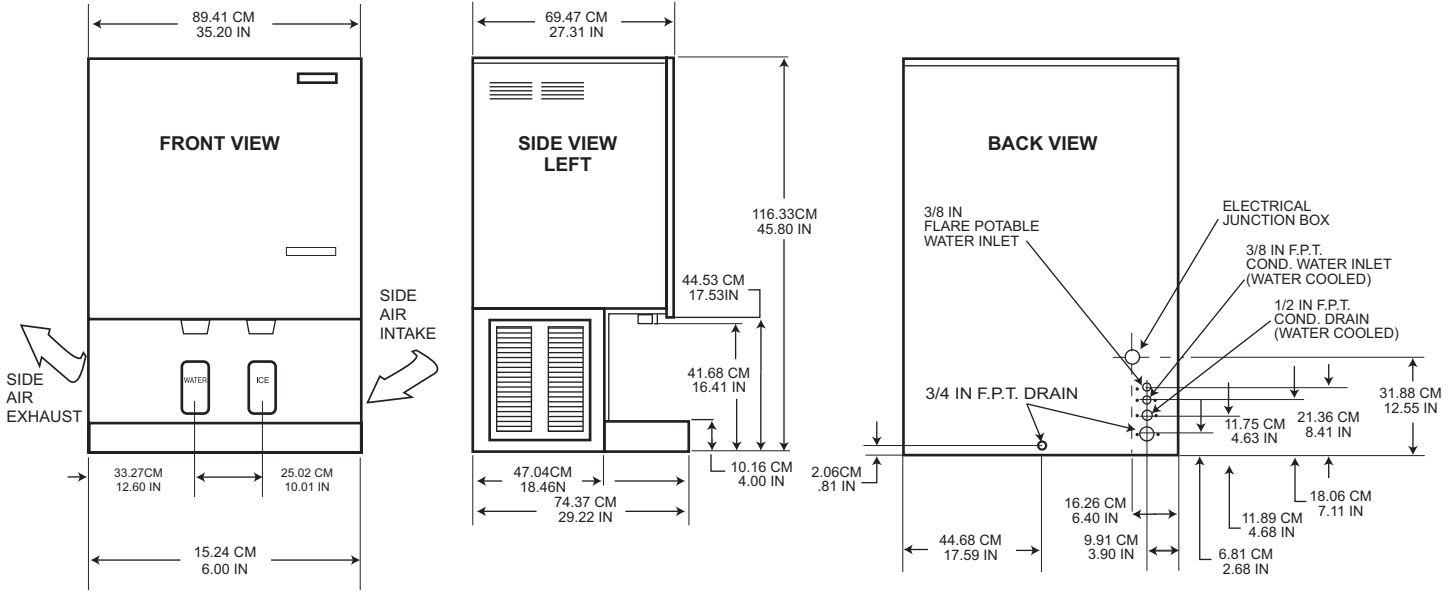 89.41 CM
35.20 IN
FRONT VIEW
SIDE
AIR
INTAKE
SIDE
AIR
EXHAUST
WATER
ICE
33.27CM
12.60 IN
25.02 CM
10.01 IN
15.24 CM
6.00 IN
69.47 CM
27.31 IN
SIDE VIEW
LEFT
116.33CM
45.80 IN
44.53 CM
17.53IN
41.68 CM
16.41 IN
10.16 CM
4.00 IN
47.04CM
18.46N
74.37 CM
29.22 IN
BACK VIEW
3/8 IN
FLARE POTABLE
WATER INLET
ELECTRICAL
JUNCTION BOX
3/8 IN F.P.T.
COND. WATER INLET
(WATER COOLED)
1/2 IN F.P.T.
COND. DRAIN
(WATER COOLED)
3/4 IN F.P.T. DRAIN
31.88 CM
12.55 IN
21.36 CM
8.41 IN
11.75 CM
4.63 IN
2.06CM
.81 IN
16.26 CM
6.40 IN
18.06 CM
7.11 IN
11.89 CM
4.68 IN
44.68 CM
17.59 IN
9.91 CM
3.90 IN
6.81 CM
2.68 IN